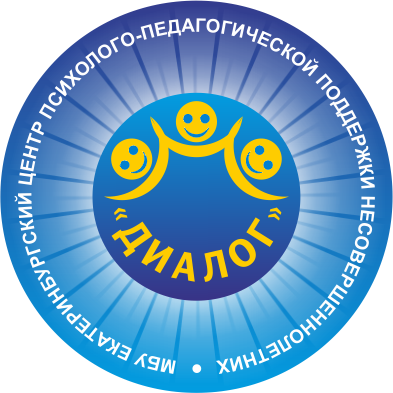 МБУ ЕКАТЕРИНБУРГСКИЙ ЦЕНТР ПСИХОЛОГО-ПЕДАГОГИЧЕСКОЙ ПОДДЕРЖКИ НЕСОВЕРШЕННОЛЕТНИХ •
«ДИАЛОГ»